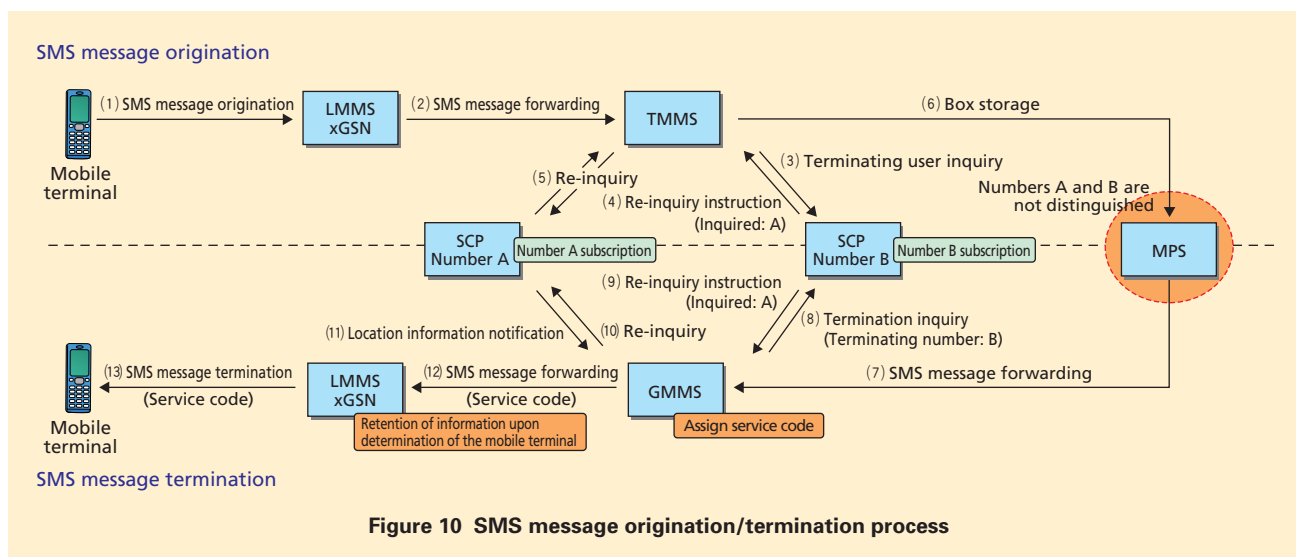 SMS message origination
(1) SMS message origination
LMMS
xGSN
(2) SMS message forwarding
TMMS
(6) Box storage
Mobile
terminal
(3) Terminating user inquiry
(5) Re-inquiry
(4) Re-inquiry instruction
(Inquired: A)
Numbers A and B are
not distinguished
SCP
Number A
Number A subscription
SCP
Number B
Number B subscription
MPS
(9) Re-inquiry instruction
(Inquired: A)
(11) Location information notification
(10) Re-inquiry
(8) Termination inquiry
(Terminating number: B)
(13) SMS message termination
(Service code)
LMMS
xGSN
(12) SMS message forwarding
(Service code)
GMMS
(7) SMS message forwarding
Mobile
terminal
Retention of information upon
determination of the mobile terminal
Assign service code
SMS message termination
Figure 10 SMS message origination/termination process